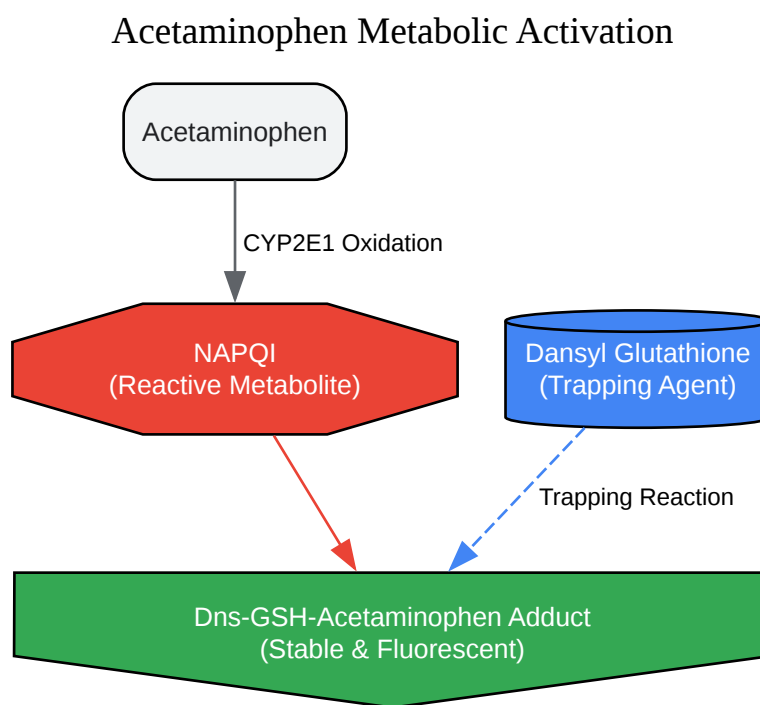 Acetaminophen Metabolic Activation
Acetaminophen
CYP2E1 Oxidation
NAPQI
(Reactive Metabolite)
Dansyl Glutathione
(Trapping Agent)
Trapping Reaction
Dns-GSH-Acetaminophen Adduct
(Stable & Fluorescent)